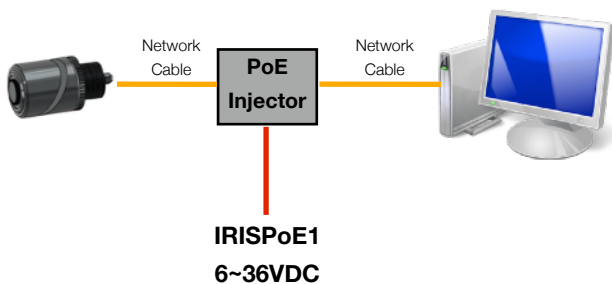 Network
Cable
PoE
Injector
Network
Cable
IRISPoE1
6~36VDC